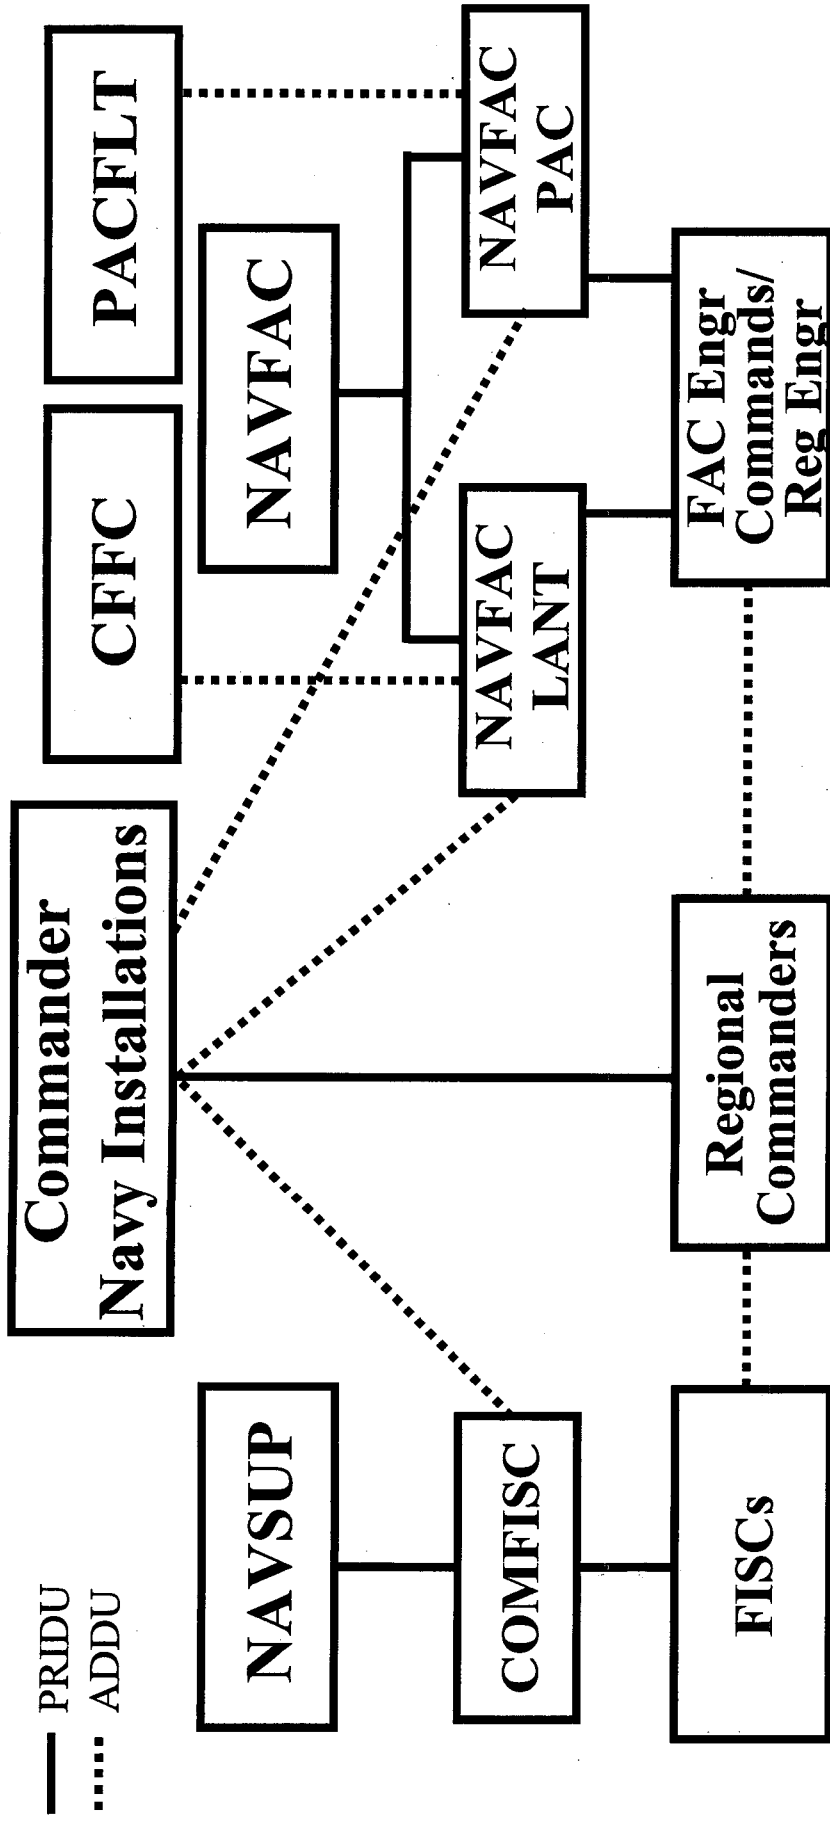 PRIDU
ADDU
Commander
Navy Installations
CFFC
PACFLT
NAVSUP
NAVFAC
COMFISC
NAVFAC
LANT
NAVFAC
PAC
FISCs
Regional
Commanders
FAC Engr
Commands/
Reg Engr